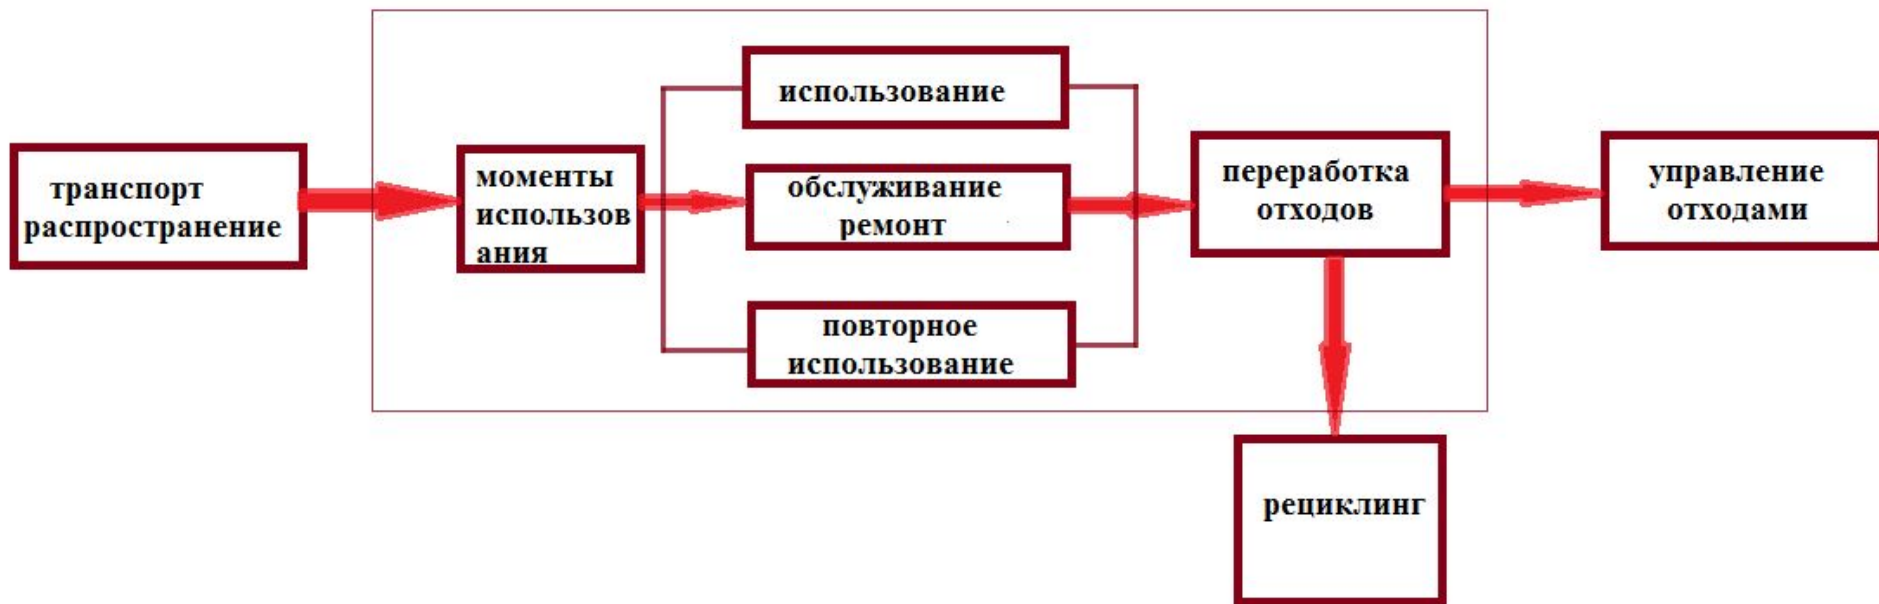 транспорт
распространение
моменты
использов
ания
использование
обслуживание
ремонт
повторное
использование
переработка
отходов
управление
отходами
рециклинг